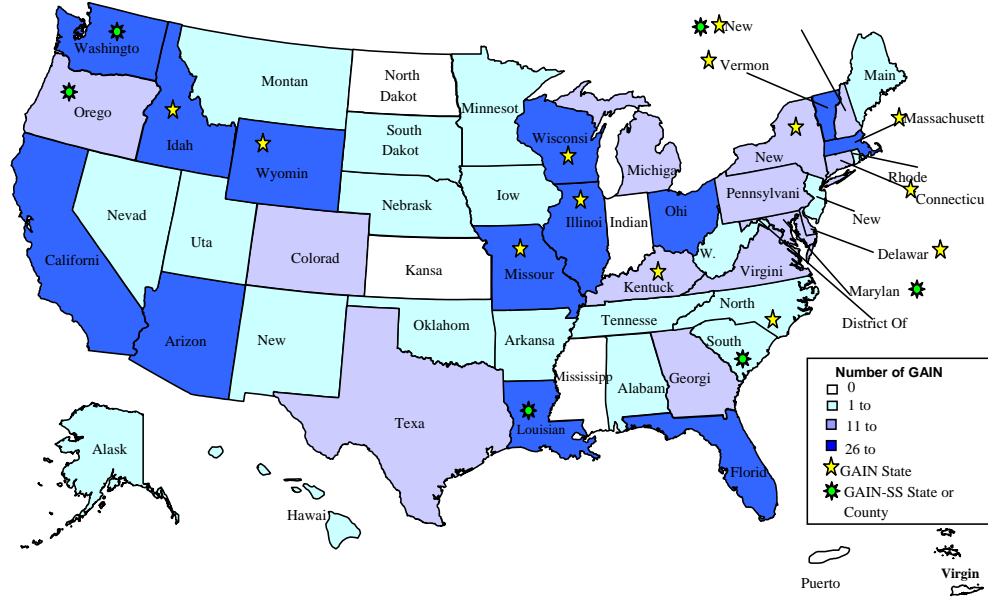 New
Washingto
Vermon
Main
Montan
North
Dakot
Minnesot
Orego
Massachusett
South
Dakot
Wisconsi
Idah
New
Michiga
Wyomin
Rhode
Connecticu
Pennsylvani
Iow
Nebrask
New
Nevad
Illinoi
Indian
Ohi
Uta
Delawar
W.
Californi
Colorad
Kansa
Missour
Virgini
Kentuck
Marylan
North
Tennesse
District Of
Oklahom
Arkansa
South
Arizon
New
Mississipp
Alabam
Georgi
Texa
Louisian
Florid
Alask
Hawai
Number of GAIN
0
1 to
11 to
26 to
GAIN State
GAIN-SS State or
County
Puerto
Virgin